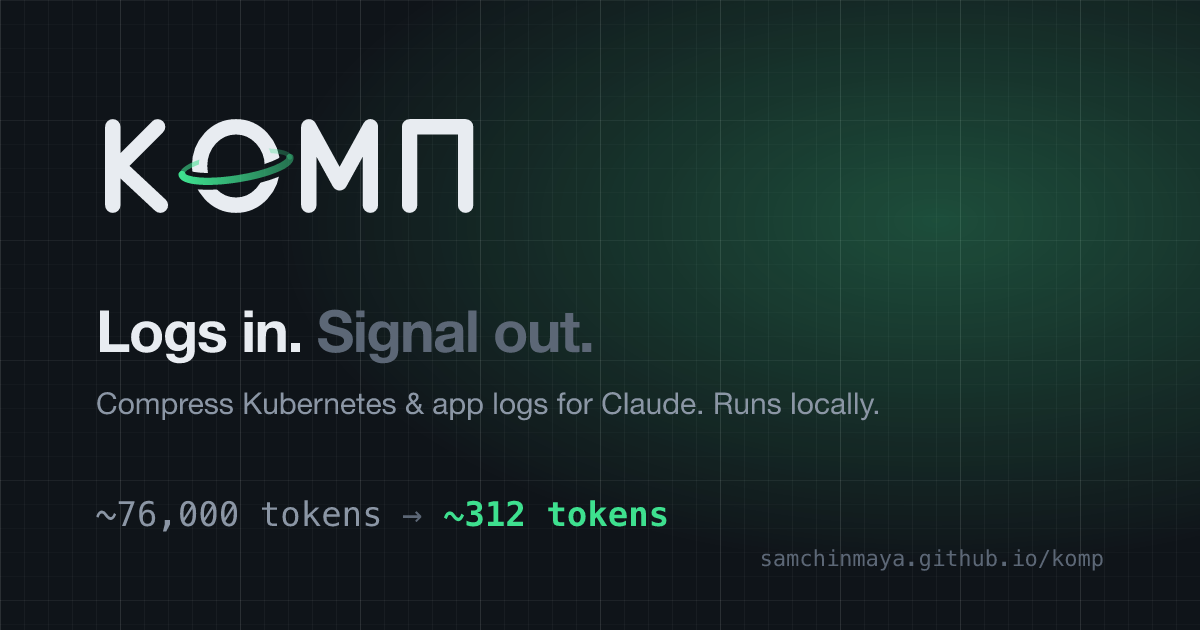 КОМП
Logs in. Signal out.
Compress Kubernetes & app logs for Claude. Runs locally.
~76,000 tokens → ~312 tokens
samchinmaya.github.io/komp